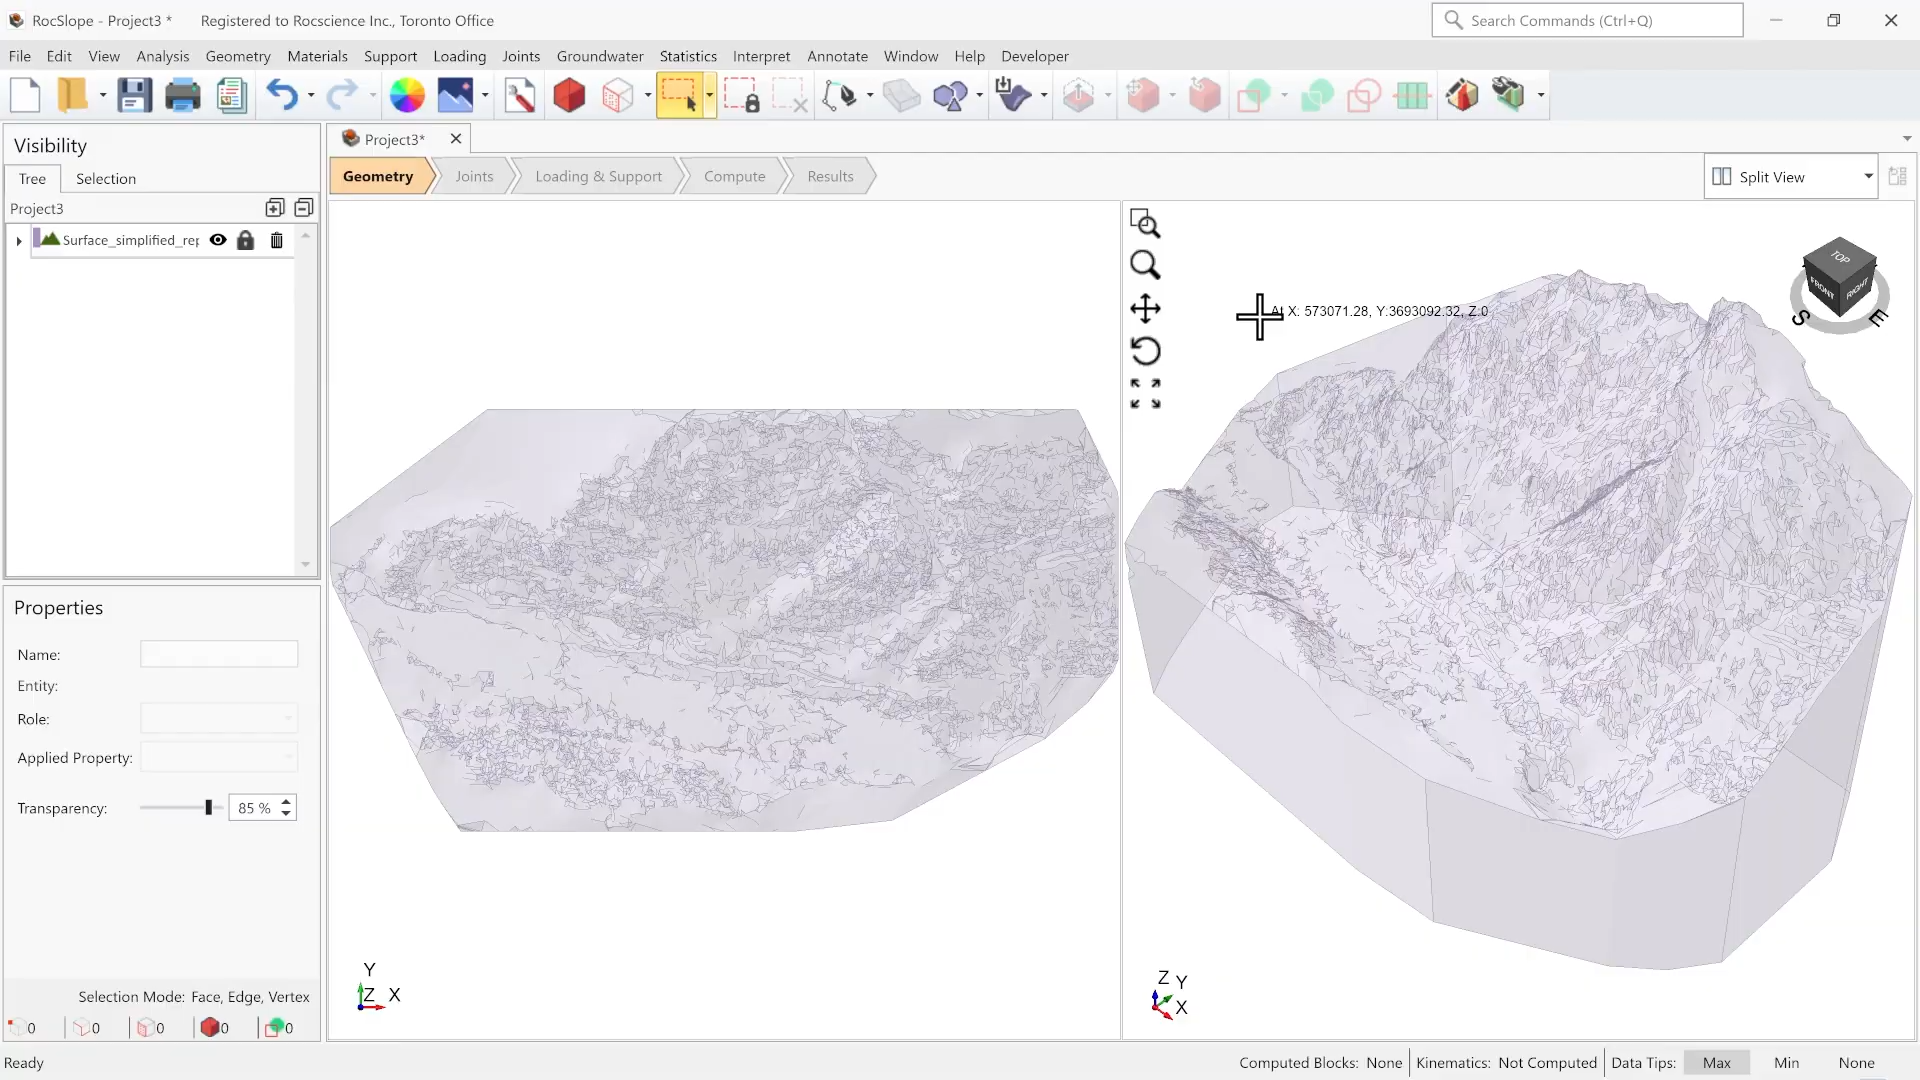 RocSlope - Project3 * Registered to Rocscience Inc., Toronto Office Search Commands (Ctrl+Q)
File Edit View Analysis Geometry Materials Support Loading Joints Groundwater Statistics Interpret Annotate Window Help Developer
Visibility
Project3*
Tree Selection
Geometry Joints Loading & Support Compute Results Split View
Project3
Surface_simplified_rep
TOP
FRONT RIGHT
S E
At X: 573071.28, Y:3693092.32, Z:0
Properties
Name:
Entity:
Role:
Applied Property:
Transparency: 85 %
Y
Z X
Z Y
X
Selection Mode: Face, Edge, Vertex
0 0 0 0 0
Ready Computed Blocks: None Kinematics: Not Computed Data Tips: Max Min None